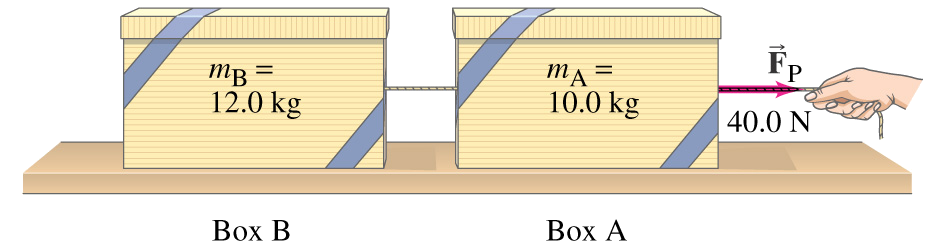 m_B =
12.0 kg
m_A =
10.0 kg
F⃗_P
40.0 N
Box B
Box A